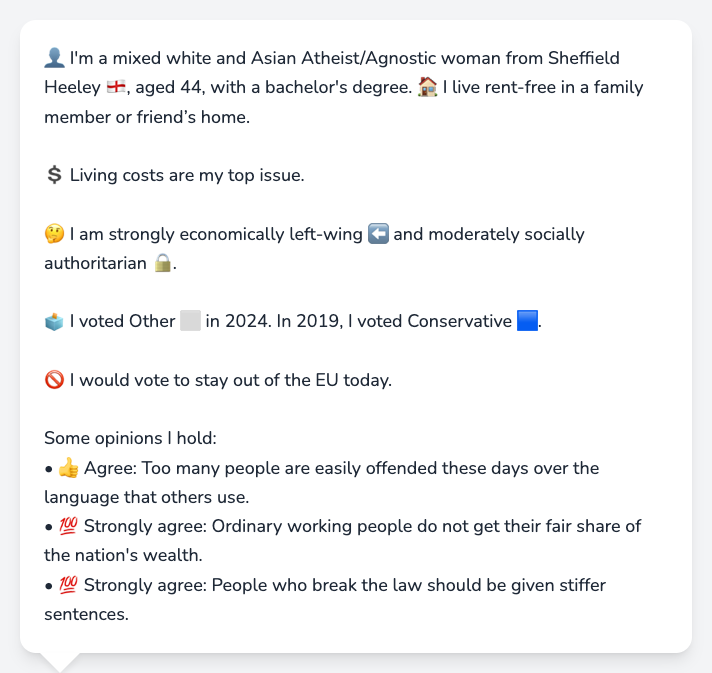 👤 I'm a mixed white and Asian Atheist/Agnostic woman from Sheffield
Heeley 🏴󠁧󠁢󠁥󠁮󠁧󠁿, aged 44, with a bachelor's degree. 🏠 I live rent-free in a family
member or friend’s home.
💲 Living costs are my top issue.
🤔 I am strongly economically left-wing ⬅️ and moderately socially
authoritarian 🔒.
🗳️ I voted Other ⬜ in 2024. In 2019, I voted Conservative 🟦.
🚫 I would vote to stay out of the EU today.
Some opinions I hold:
• 👍 Agree: Too many people are easily offended these days over the
language that others use.
• 💯 Strongly agree: Ordinary working people do not get their fair share of
the nation's wealth.
• 💯 Strongly agree: People who break the law should be given stiffer
sentences.